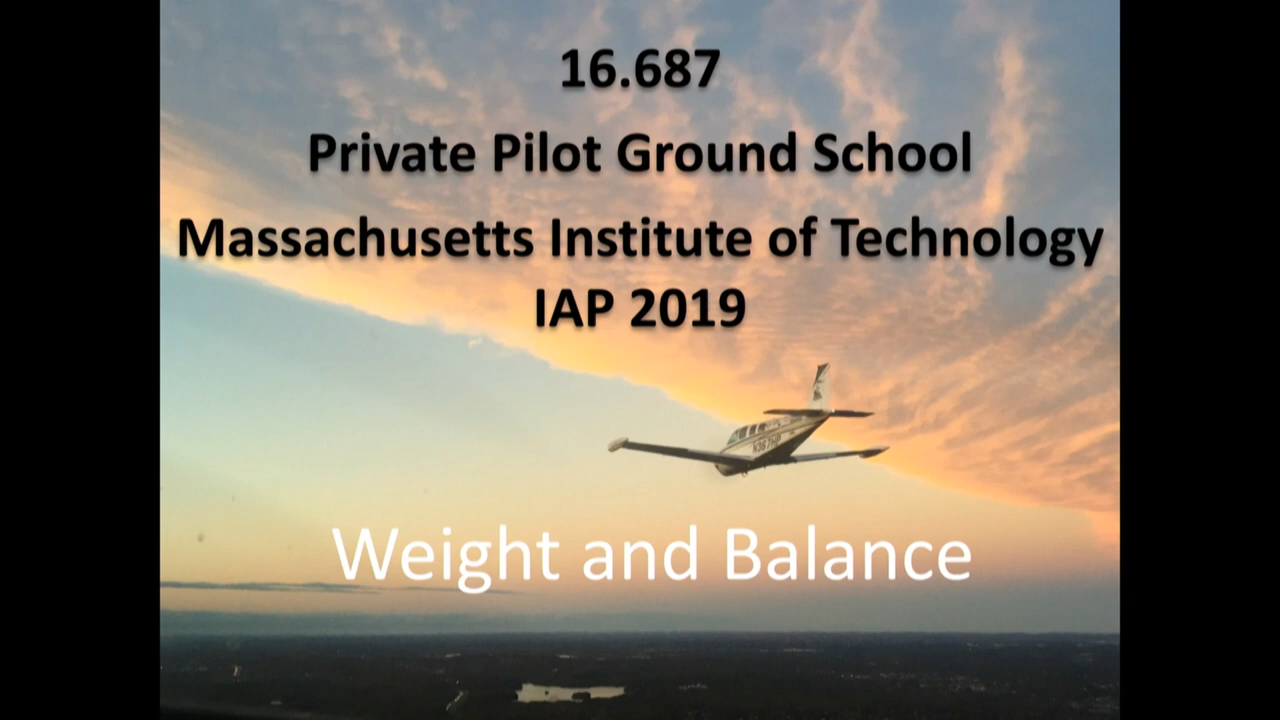 16.687
Private Pilot Ground School
Massachusetts Institute of Technology
IAP 2019
Weight and Balance